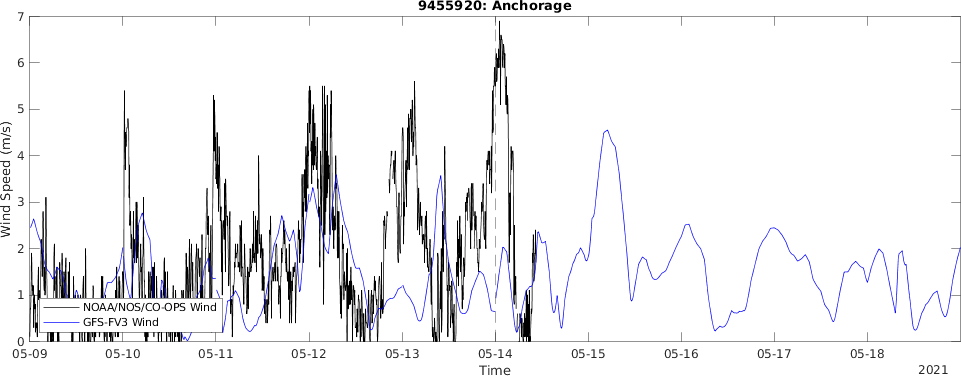 9455920: Anchorage
7
6
5
4
3
2
1
0
Wind Speed (m/s)
NOAA/NOS/CO-OPS Wind
GFS-FV3 Wind
05-09 05-10 05-11 05-12 05-13 05-14 05-15 05-16 05-17 05-18
Time
2021